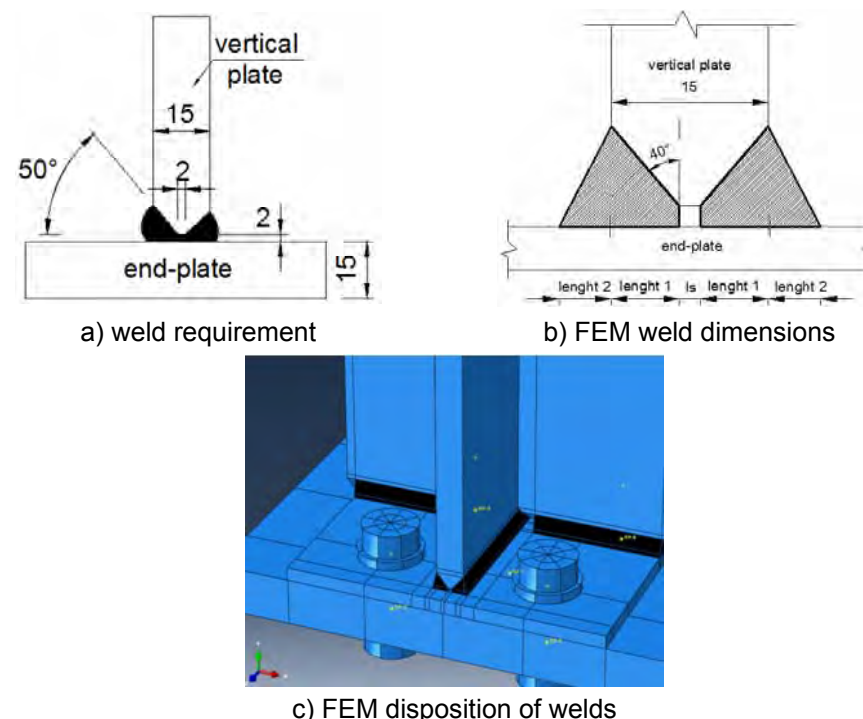 vertical
plate
15
2
50°
2
end-plate
15
a) weld requirement
vertical plate
15
40°
end-plate
lenght 2 lenght 1 ls lenght 1 lenght 2
b) FEM weld dimensions
c) FEM disposition of welds